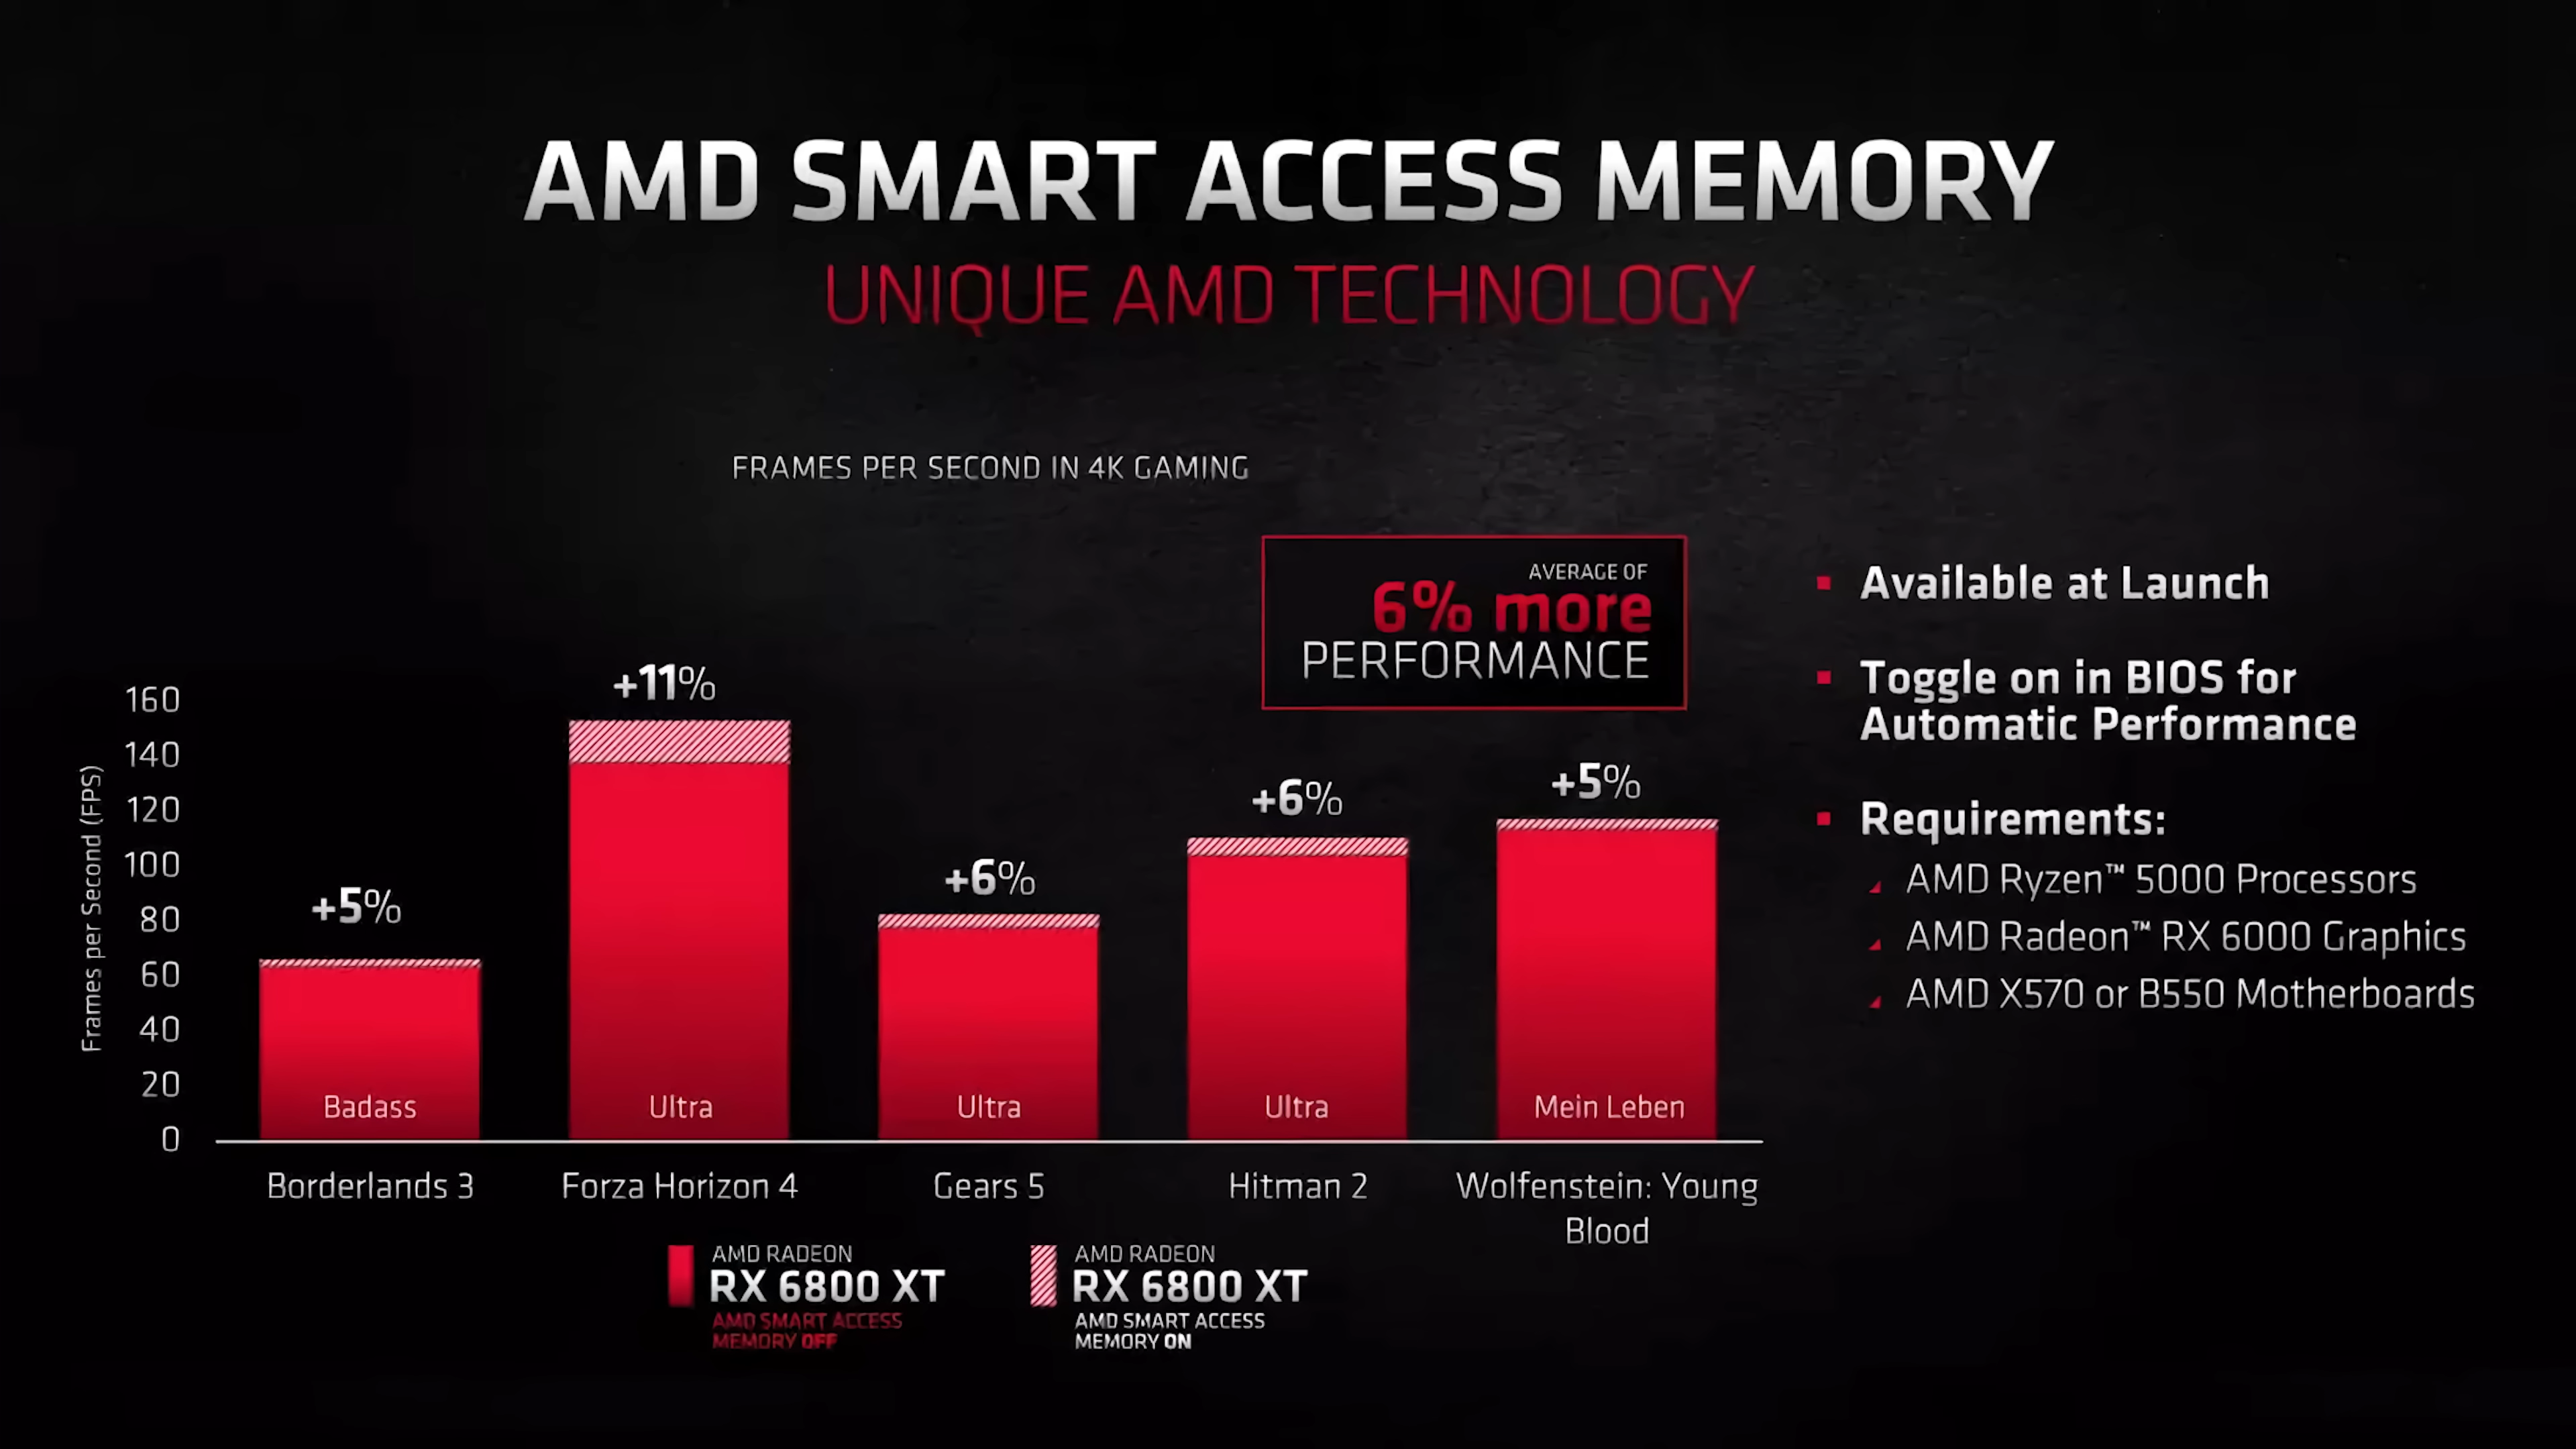 AMD SMART ACCESS MEMORY
UNIQUE AMD TECHNOLOGY
FRAMES PER SECOND IN 4K GAMING
AVERAGE OF
6% more
PERFORMANCE
Frames per Second (FPS)
160
140
120
100
80
60
40
20
0
+5%
+11%
+6%
+6%
+5%
Badass
Ultra
Ultra
Ultra
Mein Leben
Borderlands 3
Forza Horizon 4
Gears 5
Hitman 2
Wolfenstein: Young
Blood
AMD RADEON
RX 6800 XT
AMD SMART ACCESS
MEMORY OFF
AMD RADEON
RX 6800 XT
AMD SMART ACCESS
MEMORY ON
Available at Launch
Toggle on in BIOS for
Automatic Performance
Requirements:
AMD Ryzen™ 5000 Processors
AMD Radeon™ RX 6000 Graphics
AMD X570 or B550 Motherboards